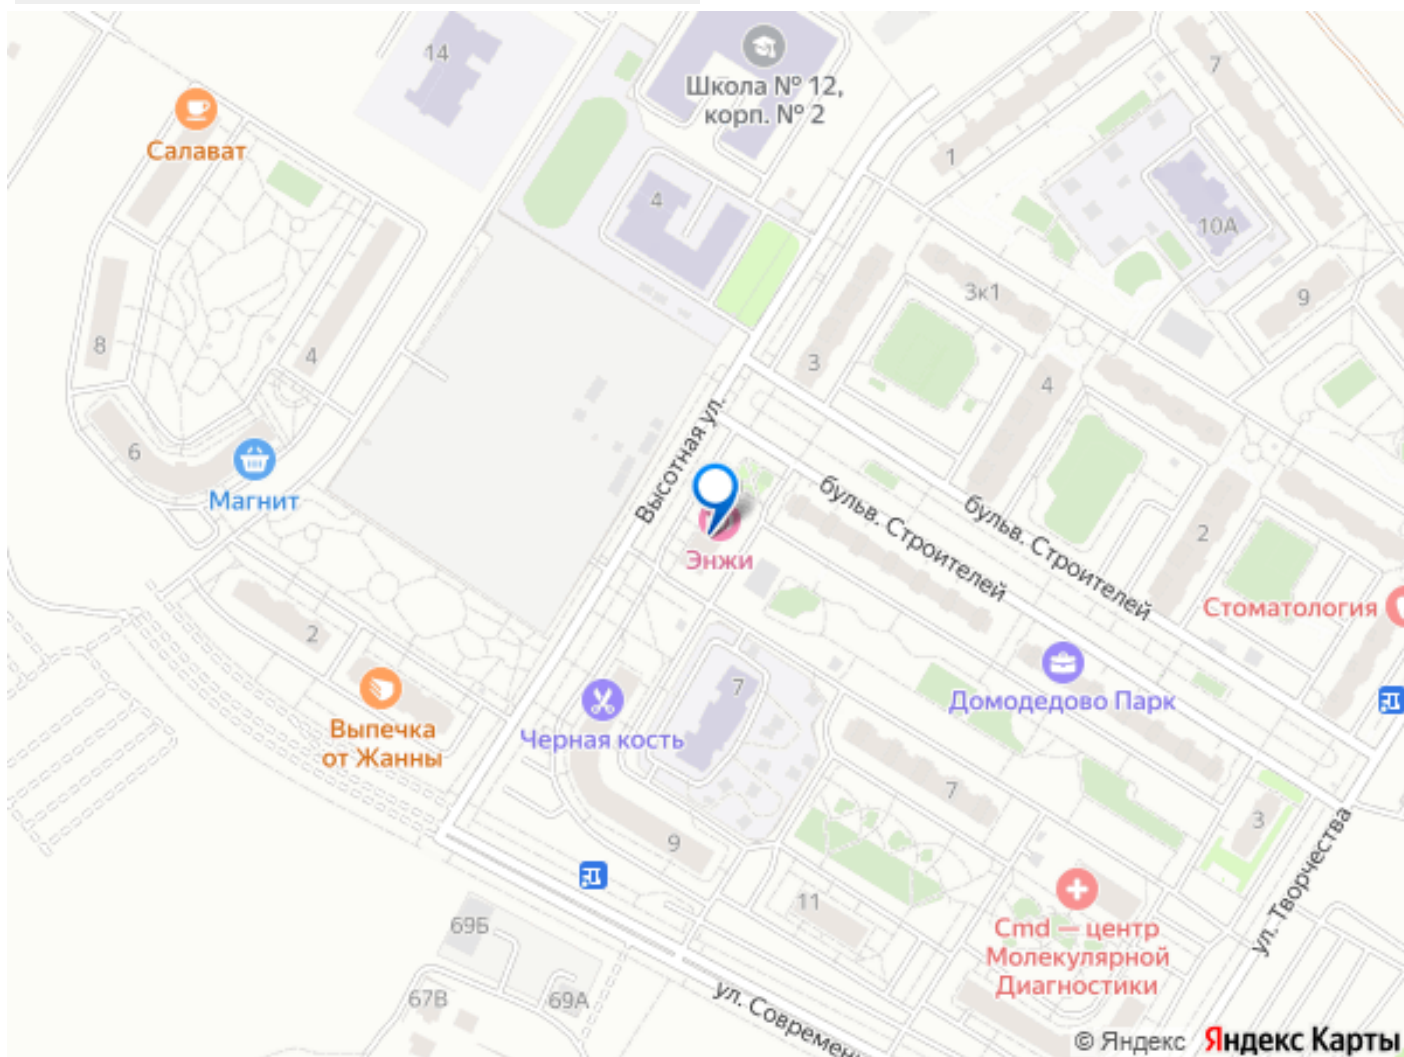 14
7
Школа № 12,
корп. № 2
Салават
1
4
10А
3к1
9
8
4
3
4
6
Магнит
Высотная ул.
бульв. Строителей
бульв. Строителей
2
Энжи
Стоматология
2
7
Домодедово Парк
Выпечка
от Жанны
Черная кость
7
3
9
ул. Творчества
11
69Б
Cmd — центр
Молекулярной
Диагностики
67В
69А
ул. Современ
© Яндекс Яндекс Карты